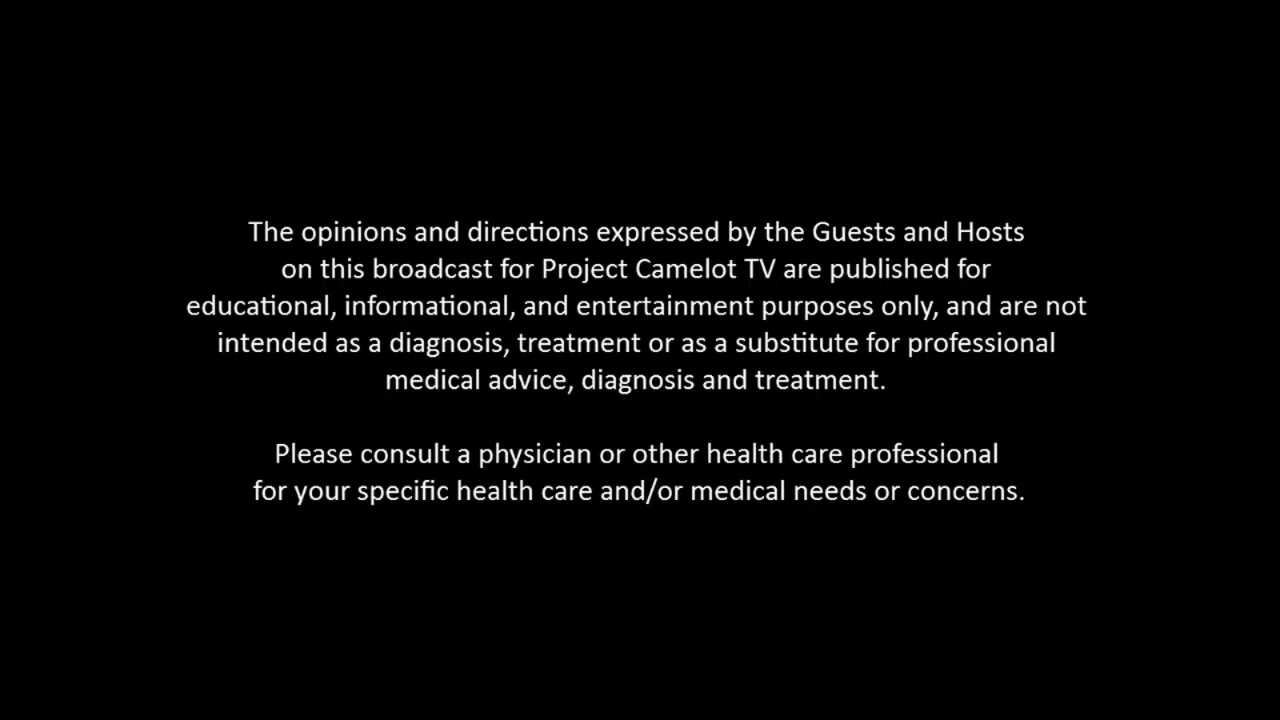 The opinions and directions expressed by the Guests and Hosts
on this broadcast for Project Camelot TV are published for
educational, informational, and entertainment purposes only, and are not
intended as a diagnosis, treatment or as a substitute for professional
medical advice, diagnosis and treatment.
Please consult a physician or other health care professional
for your specific health care and/or medical needs or concerns.